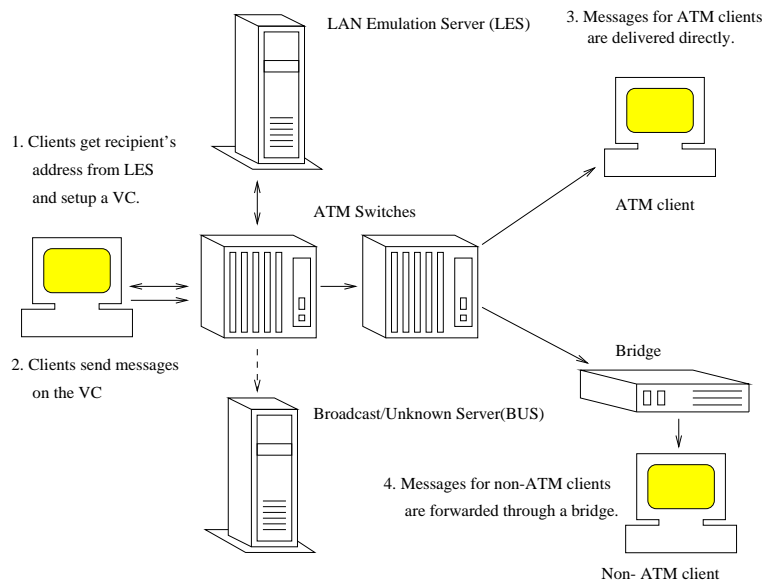 LAN Emulation Server (LES)
3. Messages for ATM clients
are delivered directly.
1. Clients get recipient's
address from LES
and setup a VC.
ATM Switches
ATM client
2. Clients send messages
on the VC
Bridge
Broadcast/Unknown Server(BUS)
4. Messages for non-ATM clients
are forwarded through a bridge.
Non- ATM client